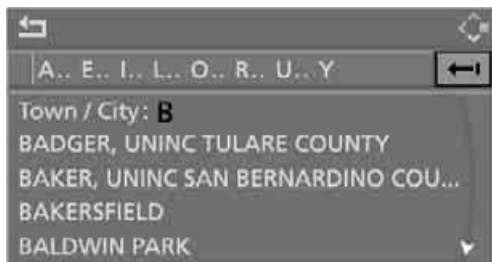 A.. E.. I.. L.. O.. R.. U.. Y
Town / City: B
BADGER, UNINC TULARE COUNTY
BAKER, UNINC SAN BERNARDINO COU...
BAKERSFIELD
BALDWIN PARK